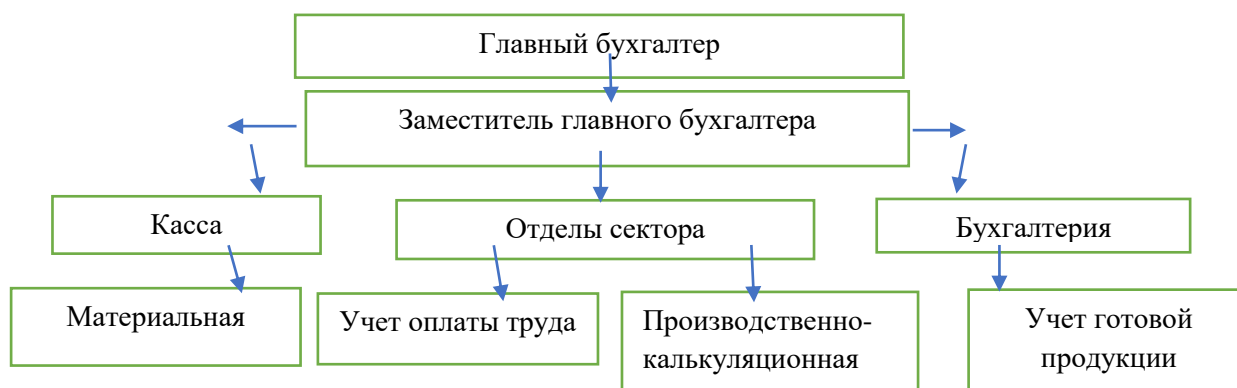 Главный бухгалтер
Заместитель главного бухгалтера
Касса
Отделы сектора
Бухгалтерия
Материальная
Учет оплаты труда
Производственно-
калькуляционная
Учет готовой
продукции